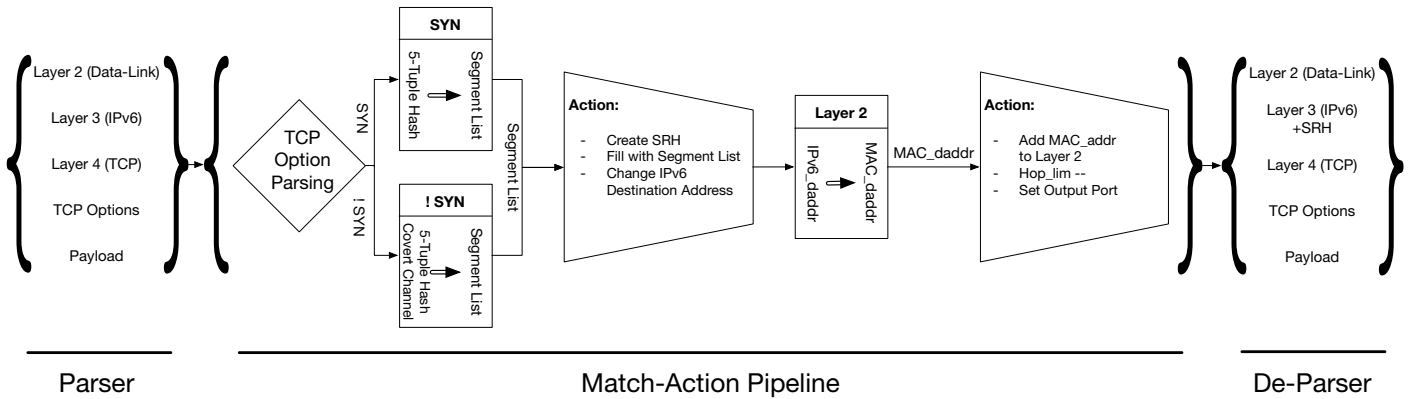 Layer 2 (Data-Link)
Layer 3 (IPv6)
Layer 4 (TCP)
TCP Options
Payload
TCP
Option
Parsing
SYN
! SYN
SYN
5-Tuple Hash
Segment List
! SYN
5-Tuple Hash
Covert Channel
Segment List
Segment List
Segment List
Action:
- Create SRH
- Fill with Segment List
- Change IPv6
Destination Address
Layer 2
IPv6_daddr
MAC_daddr
MAC_daddr
Action:
- Add MAC_addr
to Layer 2
- Hop_lim --
- Set Output Port
Layer 2 (Data-Link)
Layer 3 (IPv6)
+SRH
Layer 4 (TCP)
TCP Options
Payload
Parser
Match-Action Pipeline
De-Parser